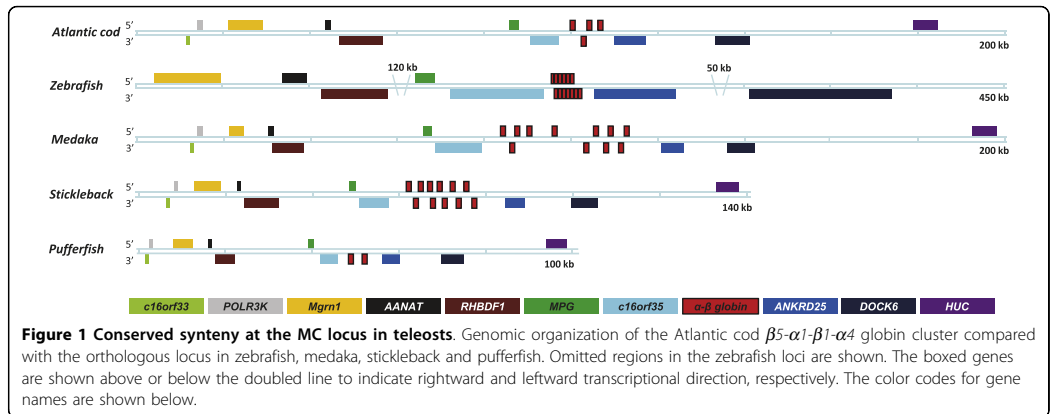 5’
Atlantic cod
3’
200 kb
120 kb
50 kb
5’
Zebrafish
3’
450 kb
5’
Medaka
3’
200 kb
5’
Stickleback
3’
140 kb
5’
Pufferfish
3’
100 kb
c16orf33 POLR3K Mgrn1 AANAT RHBDF1 MPG c16orf35 α-β globin ANKRD25 DOCK6 HUC
Figure 1 Conserved synteny at the MC locus in teleosts. Genomic organization of the Atlantic cod β5-α1-β1-α4 globin cluster compared
with the orthologous locus in zebrafish, medaka, stickleback and pufferfish. Omitted regions in the zebrafish loci are shown. The boxed genes
are shown above or below the doubled line to indicate rightward and leftward transcriptional direction, respectively. The color codes for gene
names are shown below.